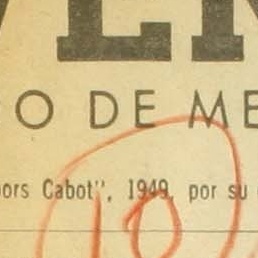 O DE ME
ors Cabot", 1949, por su
10